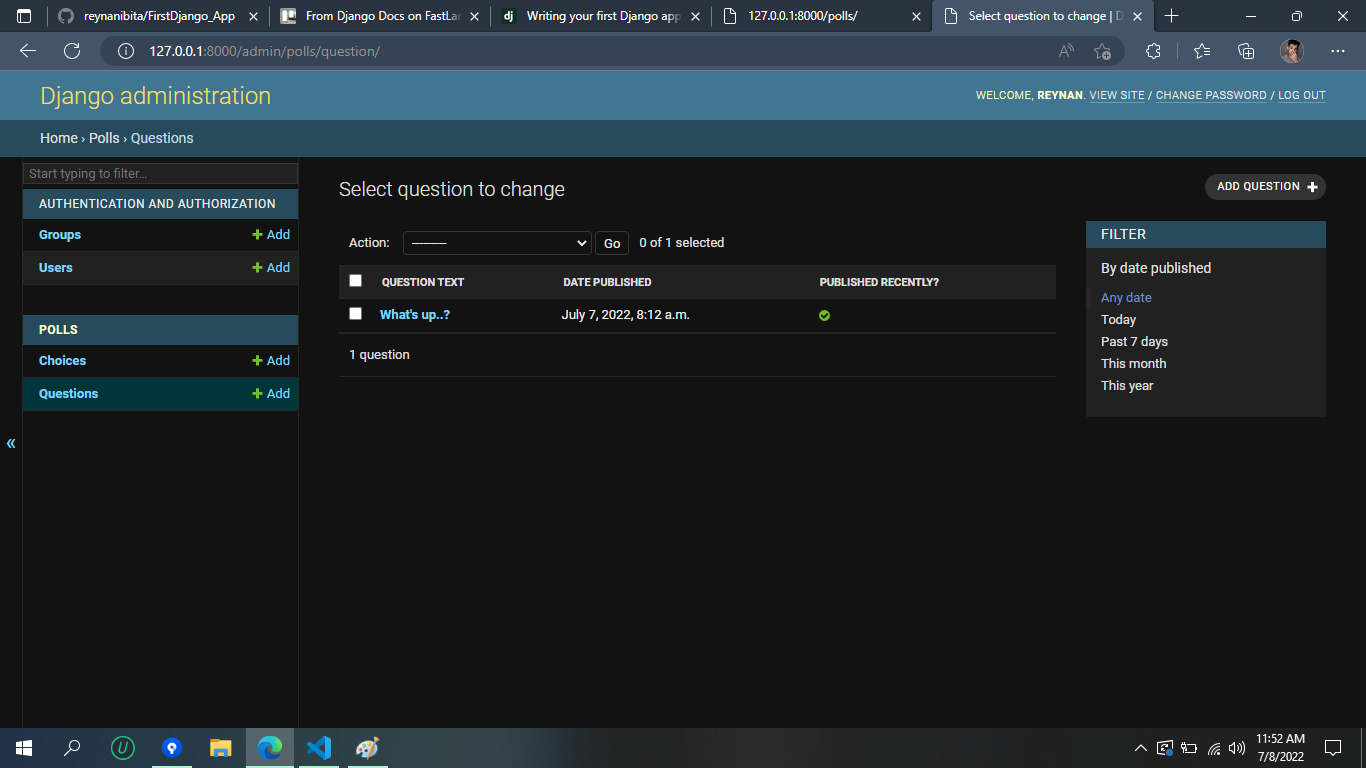 reynanibita/FirstDjango_App
From Django Docs on FastLa
dj Writing your first Django app
127.0.0.1:8000/polls/
Select question to change | D
127.0.0.1:8000/admin/polls/question/
Django administration
WELCOME, REYNAN. VIEW SITE / CHANGE PASSWORD / LOG OUT
Home › Polls › Questions
Start typing to filter...
AUTHENTICATION AND AUTHORIZATION
Groups + Add
Users + Add
POLLS
Choices + Add
Questions + Add
«
Select question to change
ADD QUESTION +
Action: --------- Go 0 of 1 selected
QUESTION TEXT DATE PUBLISHED PUBLISHED RECENTLY?
What's up..? July 7, 2022, 8:12 a.m.
1 question
FILTER
By date published
Any date
Today
Past 7 days
This month
This year
11:52 AM
7/8/2022